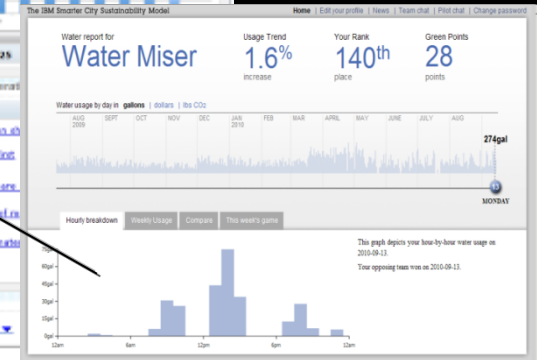 The IBM Smarter City Sustainability Model
Home | Edit your profile | News | Team chat | Pilot chat | Change password
Water report for
Water Miser
Usage Trend
1.6%
increase
Your Rank
140th
place
Green Points
28
points
Water usage by day in gallons | dollars | lbs CO2
AUG 2009 SEPT OCT NOV DEC JAN 2010 FEB MAR APRIL MAY JUNE JULY AUG
274gal
13
MONDAY
Hourly breakdown Weekly Usage Compare This week's game
This graph depicts your hour-by-hour water usage on
2010-09-13.
Your opposing team won on 2010-09-13.
60gal
45gal
30gal
15gal
0gal
12am 6am 12pm 6pm 12am